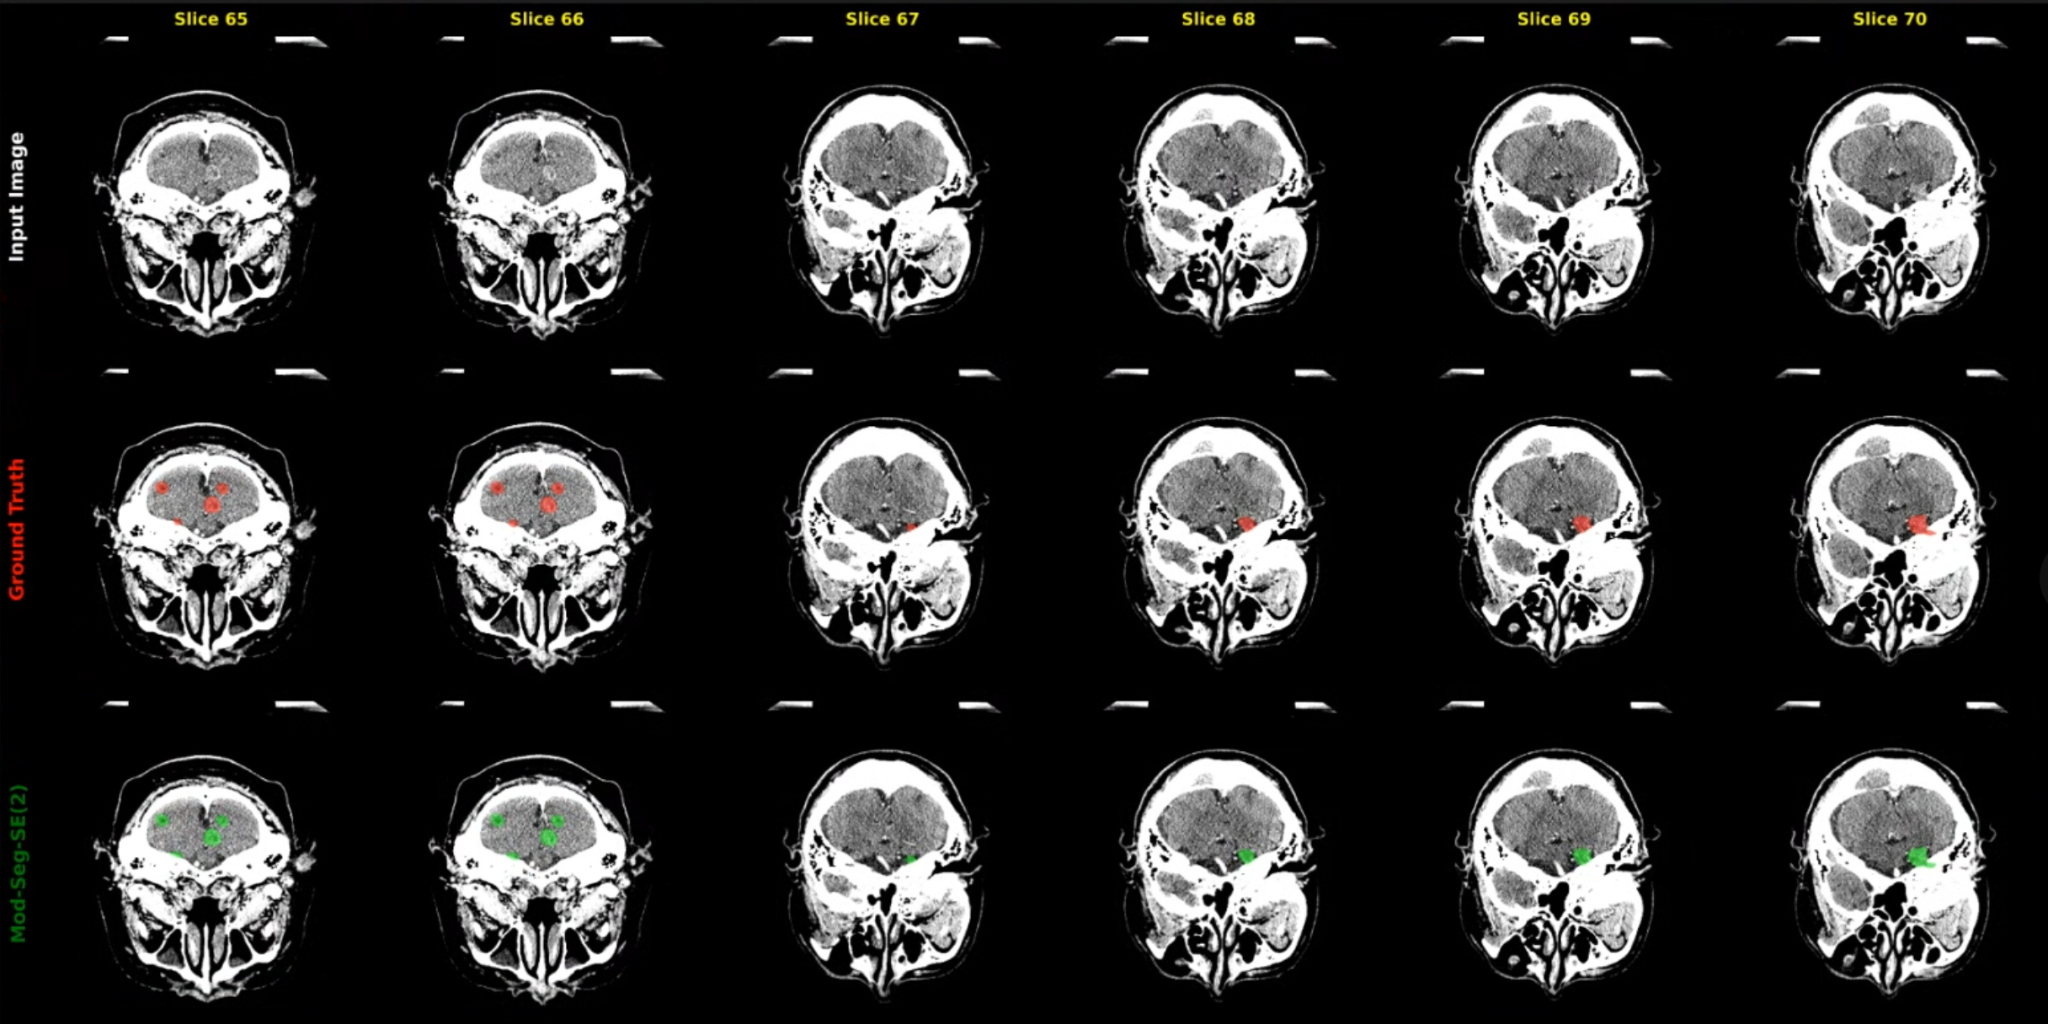 Slice 65
Slice 66
Slice 67
Slice 68
Slice 69
Slice 70
Input Image
Ground Truth
Mod-Seg-SE(2)